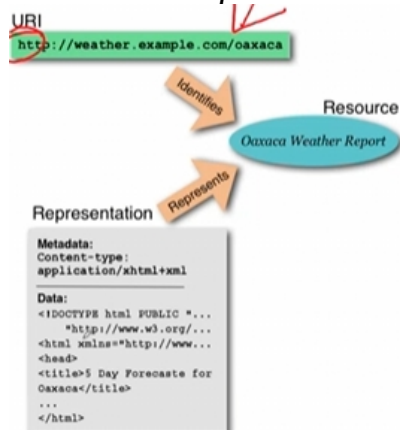 URI
http://weather.example.com/oaxaca
Identifies
Resource
Oaxaca Weather Report
Represents
Representation
Metadata:
Content-type:
application/xhtml+xml
Data:
<!DOCTYPE html PUBLIC "...
"http://www.w3.org/...
<html xmlns="http://www...
<head>
<title>5 Day Forecaste for
Oaxaca</title>
...
</html>